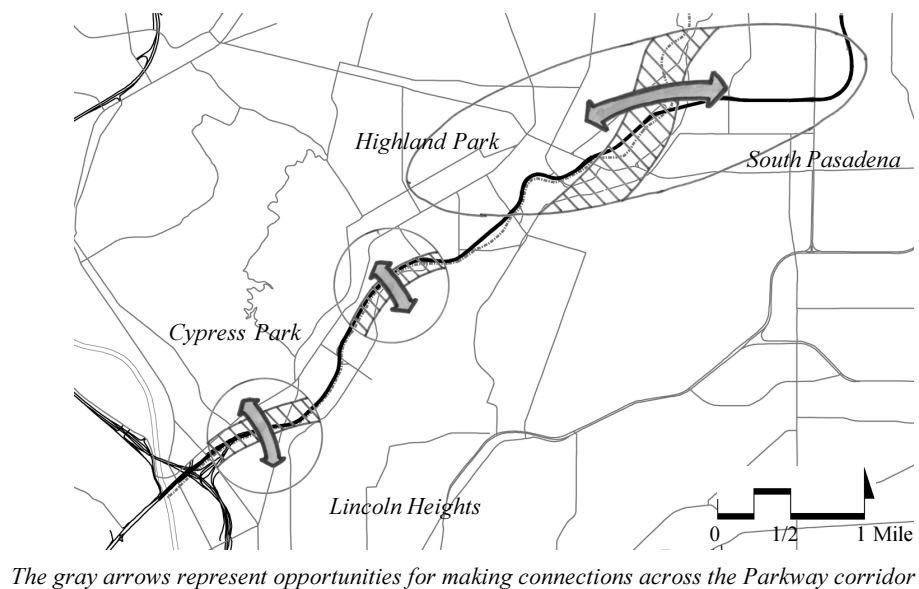 Highland Park
South Pasadena
Cypress Park
Lincoln Heights
0 1/2 1 Mile
The gray arrows represent opportunities for making connections across the Parkway corridor